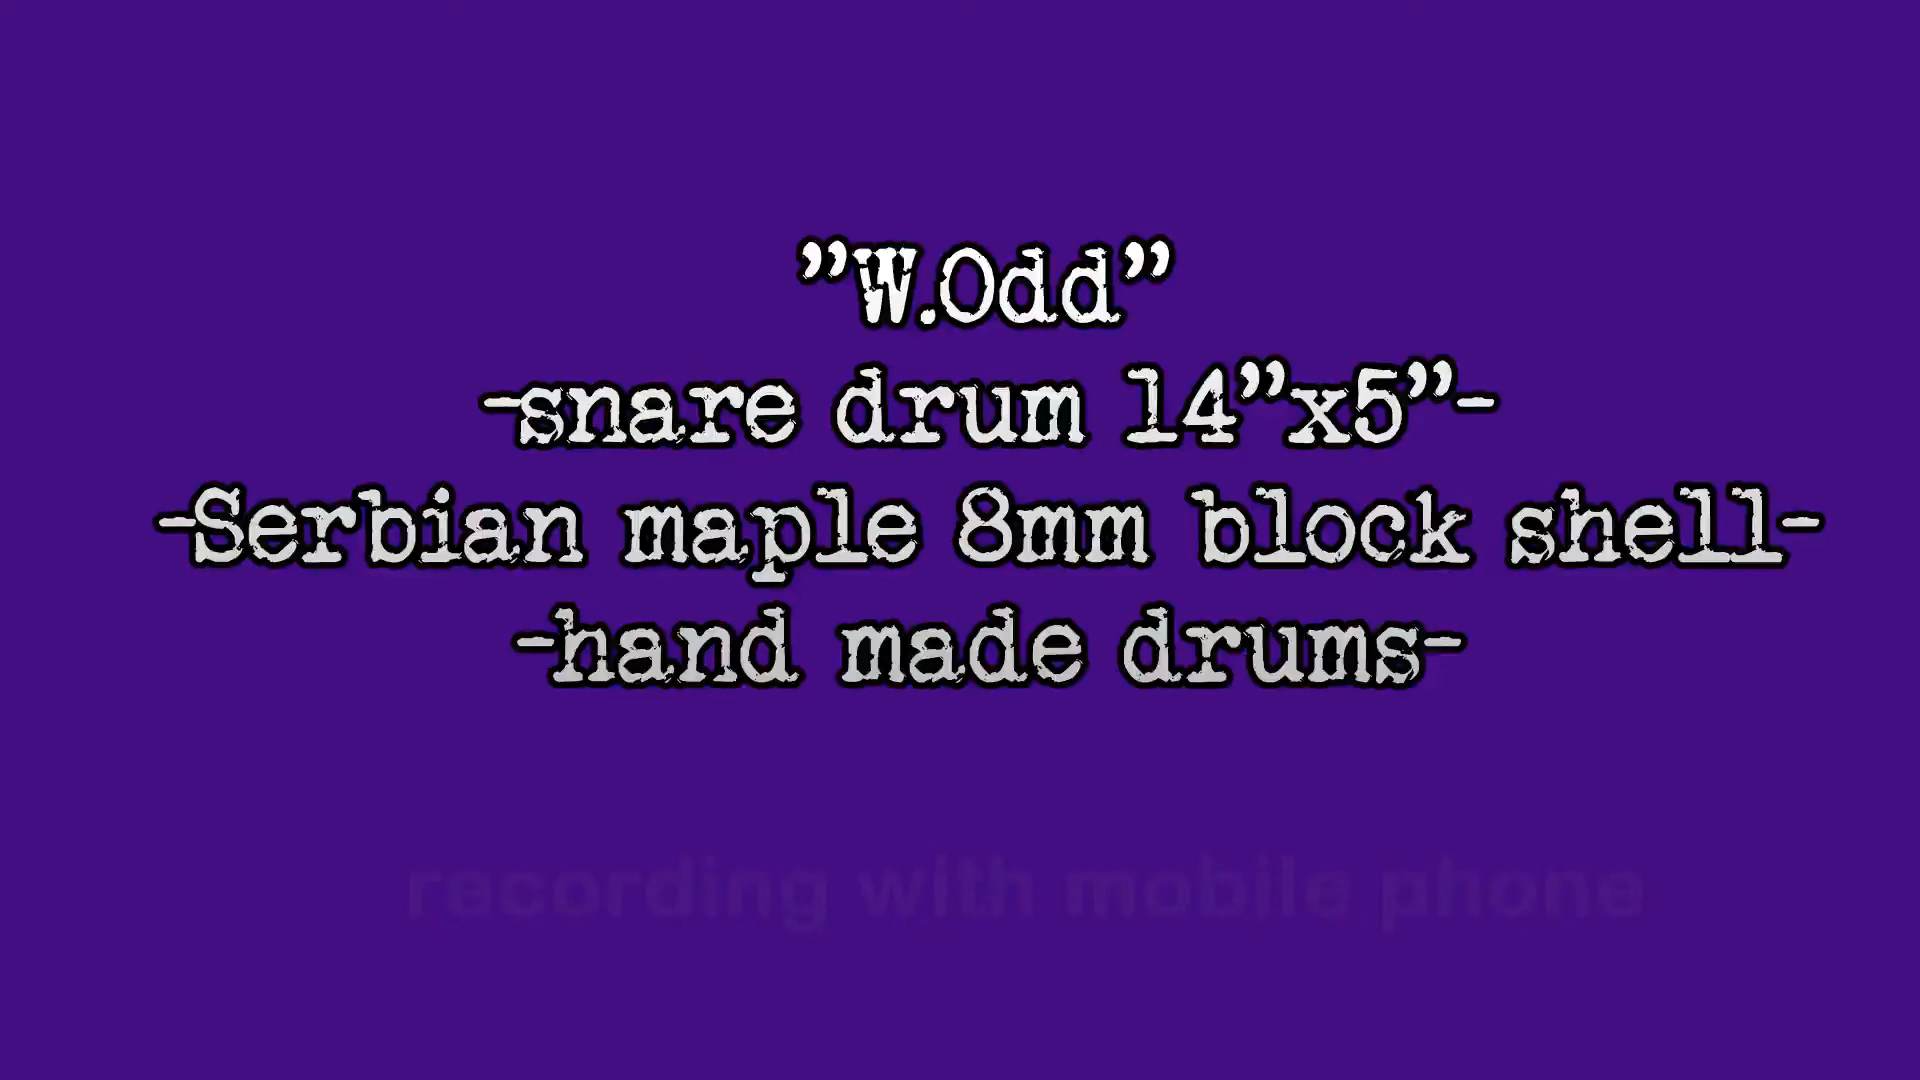 ”W.Odd”
-snare drum 14”x5”-
-Serbian maple 8mm block shell-
-hand made drums-
recording with mobile phone